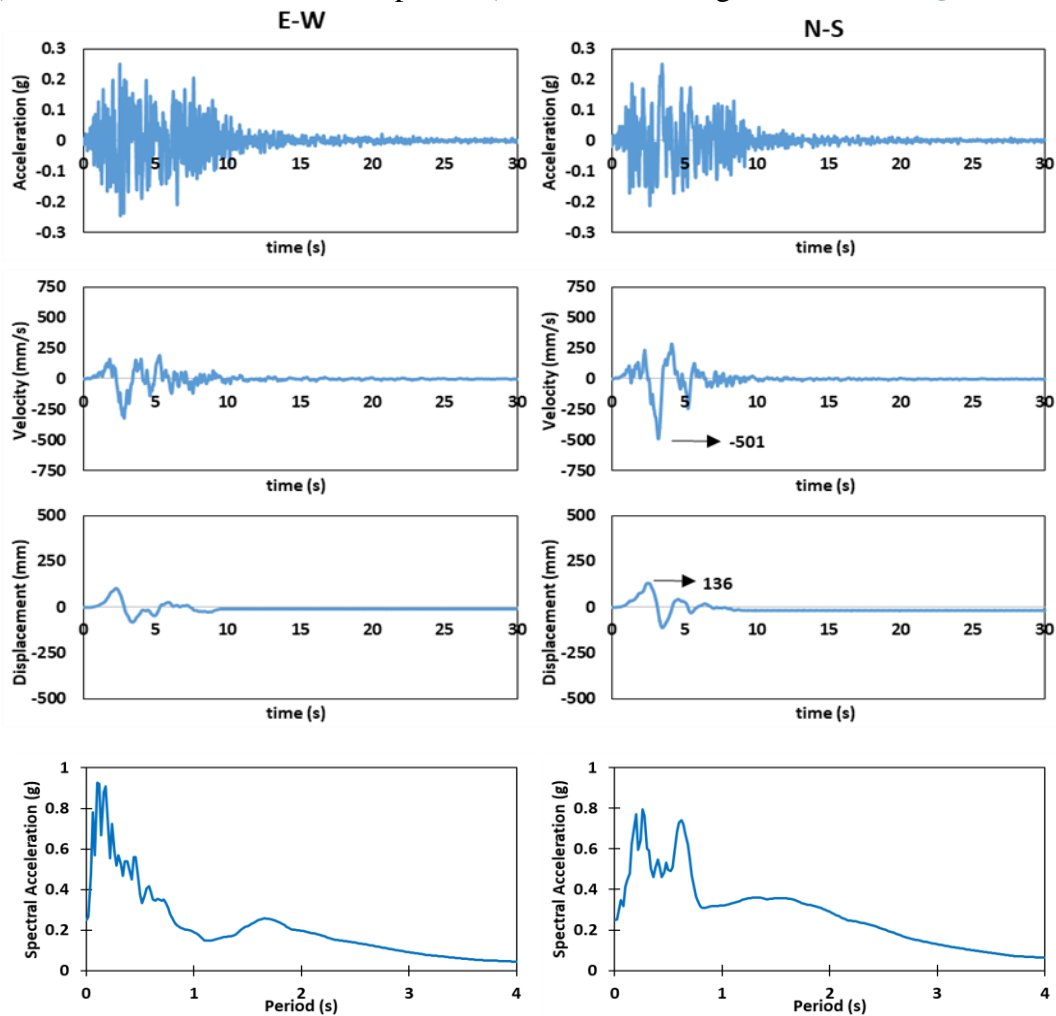 E-W
N-S
0.3
0.2
0.1
0
-0.1
-0.2
-0.3
Acceleration (g)
0 5 10 15 20 25 30
time (s)
0.3
0.2
0.1
0
-0.1
-0.2
-0.3
Acceleration (g)
0 5 10 15 20 25 30
time (s)
750
500
250
0
-250
-500
-750
Velocity (mm/s)
0 5 10 15 20 25 30
time (s)
750
500
250
0
-250
-500
-750
Velocity (mm/s)
0 5 10 15 20 25 30
-501
time (s)
500
250
0
-250
-500
Displacement (mm)
0 5 10 15 20 25 30
time (s)
500
250
0
-250
-500
Displacement (mm)
136
0 5 10 15 20 25 30
time (s)
1
0.8
0.6
0.4
0.2
0
Spectral Acceleration (g)
0 1 2 3 4
Period (s)
1
0.8
0.6
0.4
0.2
0
Spectral Acceleration (g)
0 1 2 3 4
Period (s)